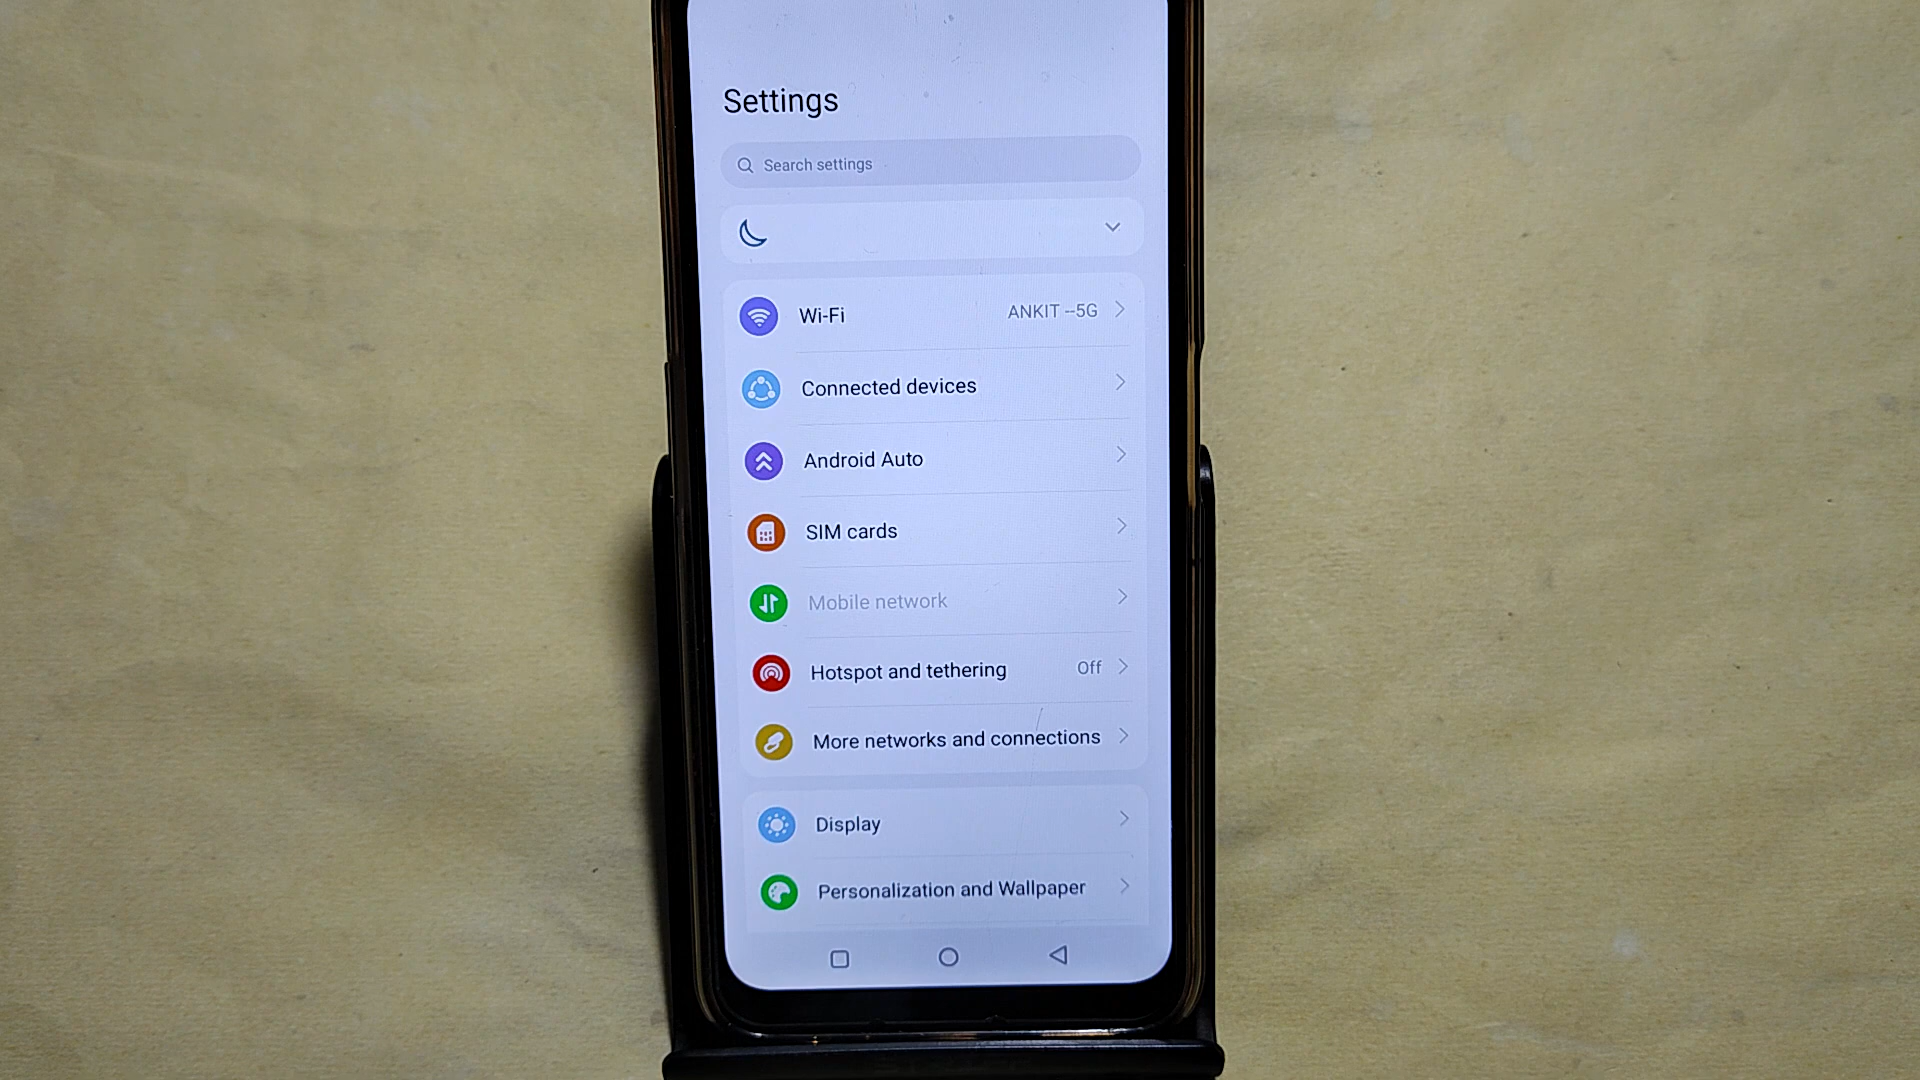 Settings
Search settings
Wi-Fi ANKIT --5G
Connected devices
Android Auto
SIM cards
Mobile network
Hotspot and tethering Off
More networks and connections
Display
Personalization and Wallpaper